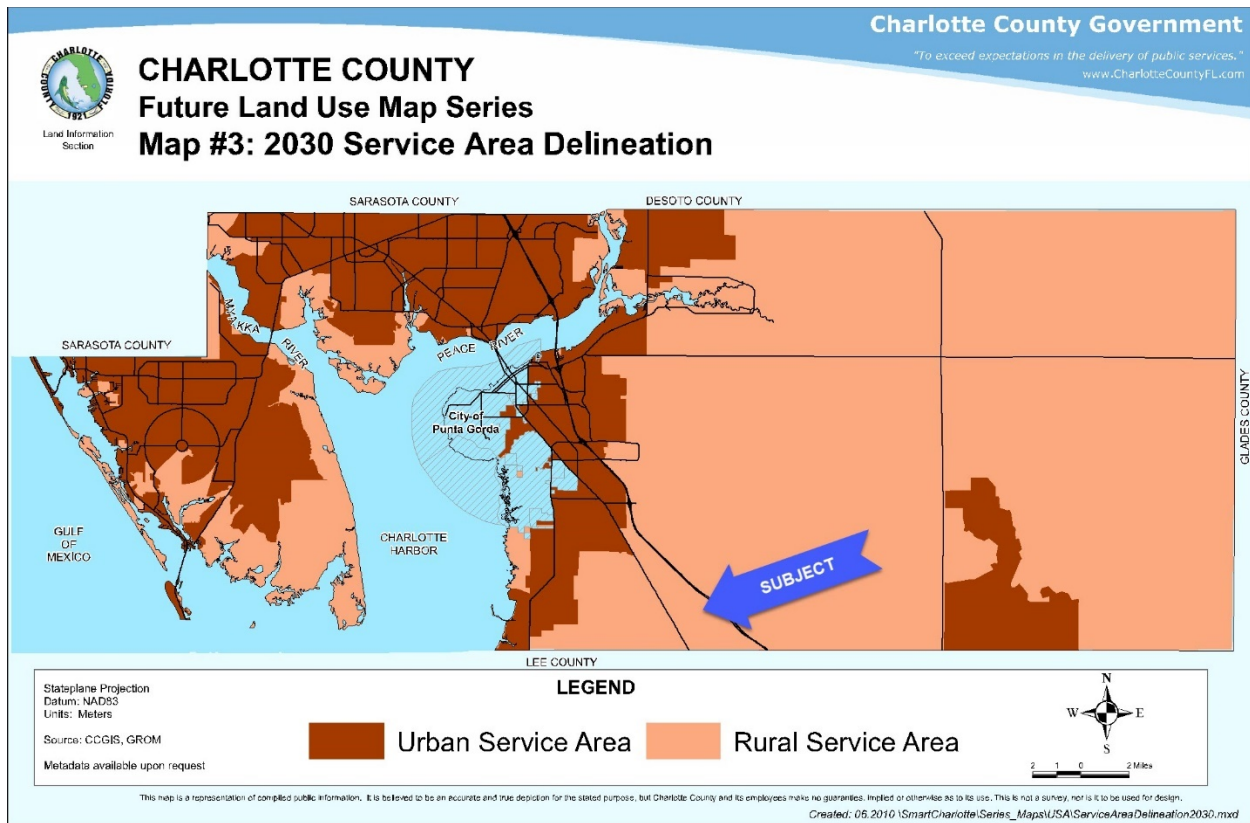 Charlotte County Government
"To exceed expectations in the delivery of public services."
www.CharlotteCountyFL.com
CHARLOTTE COUNTY FLORIDA
1921
Land Information
Section
CHARLOTTE COUNTY
Future Land Use Map Series
Map #3: 2030 Service Area Delineation
SARASOTA COUNTY
DESOTO COUNTY
MYAKKA
RIVER
SARASOTA COUNTY
PEACE RIVER
City of
Punta Gorda
GLADES COUNTY
GULF
OF
MEXICO
CHARLOTTE
HARBOR
SUBJECT
LEE COUNTY
Stateplane Projection
Datum: NAD83
Units: Meters
Source: CCGIS, GROM
Metadata available upon request
LEGEND
Urban Service Area
Rural Service Area
N
W E
S
2 1 0 2 Miles
This map is a representation of compiled public information. It is believed to be an accurate and true depiction for the stated purpose, but Charlotte County and its employees make no guaranties, implied or otherwise as to its use. This is not a survey, nor is it to be used for design.
Created: 06.2010 \SmartCharlotte\Series_Maps\USA\ServiceAreaDelineation2030.mxd